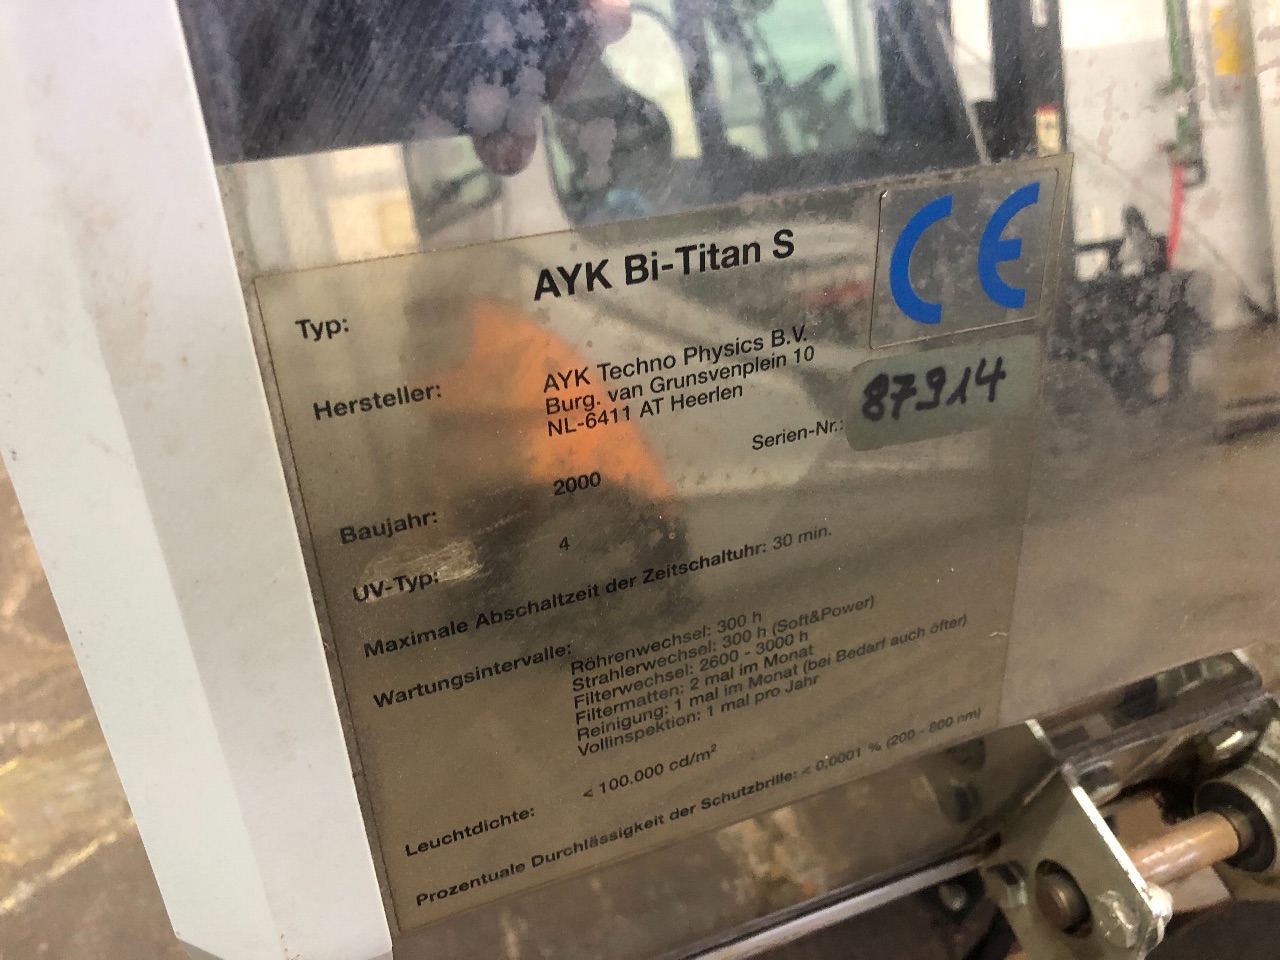 Typ: AYK Bi-Titan S
CE
Hersteller: AYK Techno Physics B.V.
Burg. van Grunsvenplein 10
NL-6411 AT Heerlen
Serien-Nr.: 87914
Baujahr: 2000
UV-Typ: 4
Maximale Abschaltzeit der Zeitschaltuhr: 30 min.
Wartungsintervalle: Röhrenwechsel: 300 h
Strahlerwechsel: 300 h (Soft&Power)
Filterwechsel: 2600 - 3000 h
Filtermatten: 2 mal im Monat
Reinigung: 1 mal im Monat (bei Bedarf auch öfter)
Vollinspektion: 1 mal pro Jahr
Leuchtdichte: < 100.000 cd/m²
Prozentuale Durchlässigkeit der Schutzbrille: < 0,0001 % (200 - 800 nm)